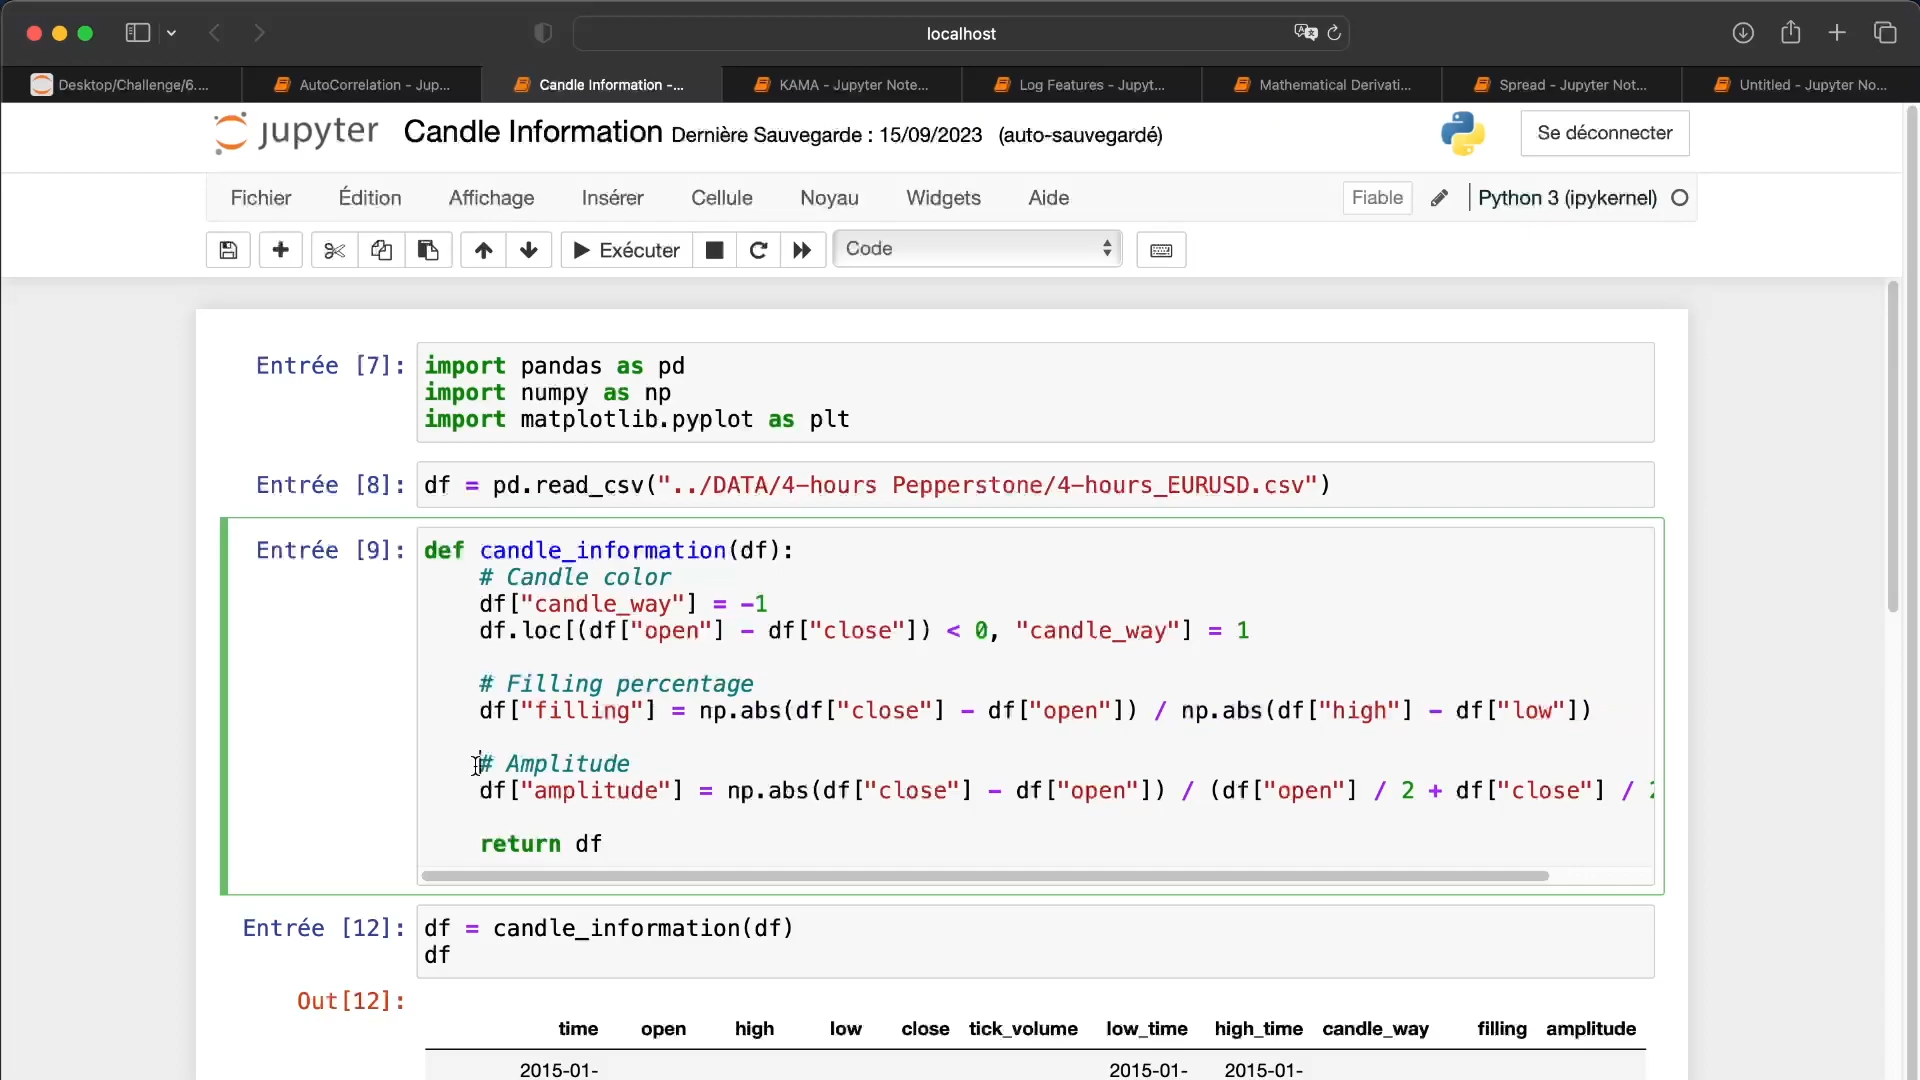 localhost
Desktop/Challenge/6....
AutoCorrelation - Jup...
Candle Information -...
KAMA - Jupyter Note...
Log Features - Jupyt...
Mathematical Derivati...
Spread - Jupyter Not...
Untitled - Jupyter No...
jupyter Candle Information Dernière Sauvegarde : 15/09/2023 (auto-sauvegardé)
Se déconnecter
Fichier Édition Affichage Insérer Cellule Noyau Widgets Aide
Fiable
Python 3 (ipykernel)
Exécuter
Code
Entrée [7]:
import pandas as pd
import numpy as np
import matplotlib.pyplot as plt
Entrée [8]:
df = pd.read_csv("../DATA/4-hours Pepperstone/4-hours_EURUSD.csv")
Entrée [9]:
def candle_information(df):
# Candle color
df["candle_way"] = -1
df.loc[(df["open"] - df["close"]) < 0, "candle_way"] = 1
# Filling percentage
df["filling"] = np.abs(df["close"] - df["open"]) / np.abs(df["high"] - df["low"])
# Amplitude
df["amplitude"] = np.abs(df["close"] - df["open"]) / (df["open"] / 2 + df["close"] / 2
return df
Entrée [12]:
df = candle_information(df)
df
Out[12]:
time open high low close tick_volume low_time high_time candle_way filling amplitude
2015-01- 2015-01- 2015-01-